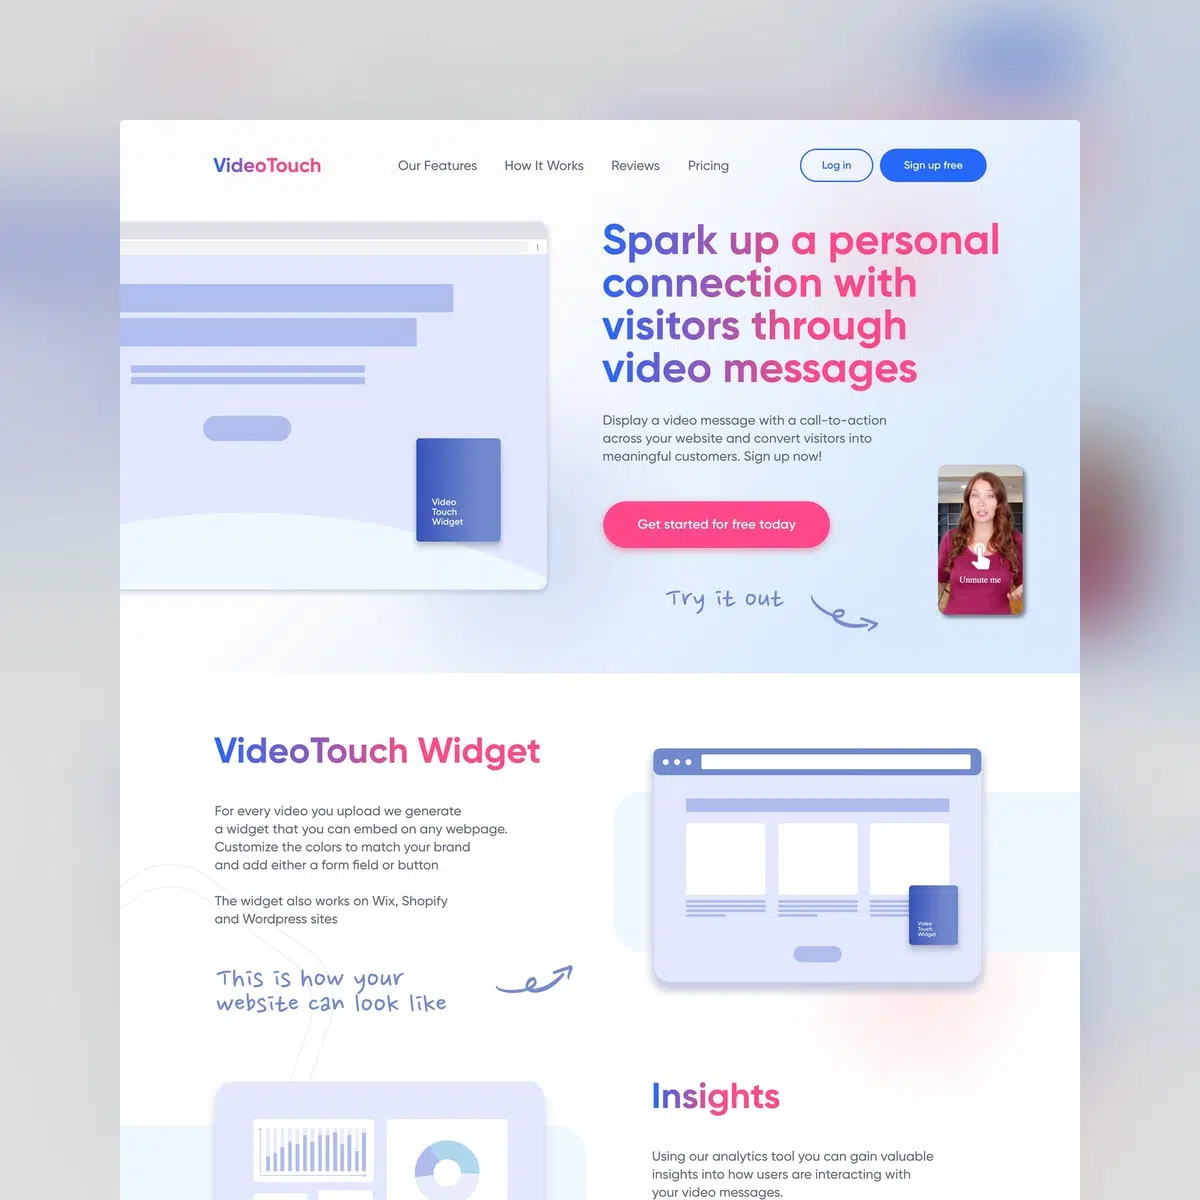 VideoTouch
Our Features
How It Works
Reviews
Pricing
Log in
Sign up free
Spark up a personal
connection with
visitors through
video messages
Display a video message with a call-to-action
across your website and convert visitors into
meaningful customers. Sign up now!
Video
Touch
Widget
Get started for free today
Unmute me
Try it out
VideoTouch Widget
For every video you upload we generate
a widget that you can embed on any webpage.
Customize the colors to match your brand
and add either a form field or button
The widget also works on Wix, Shopify
and Wordpress sites
Video
Touch
Widget
This is how your
website can look like
Insights
Using our analytics tool you can gain valuable
insights into how users are interacting with
your video messages.